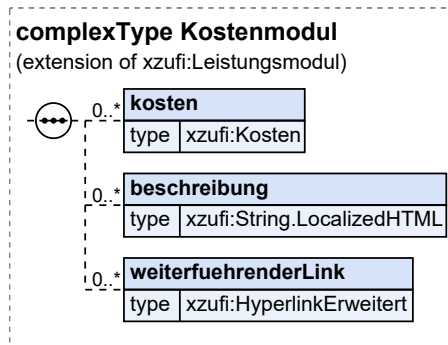 complexType Kostenmodul
(extension of xzufi:Leistungsmodul)
0..* kosten
type xzufi:Kosten
0..* beschreibung
type xzufi:String.LocalizedHTML
0..* weiterfuehrenderLink
type xzufi:HyperlinkErweitert